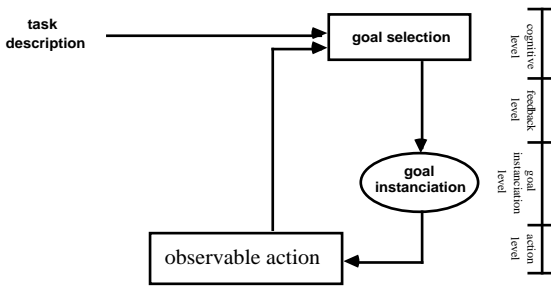 task
description
goal selection
goal
instanciation
observable action
cognitive
level
feedback
level
goal
instanciation
level
action
level